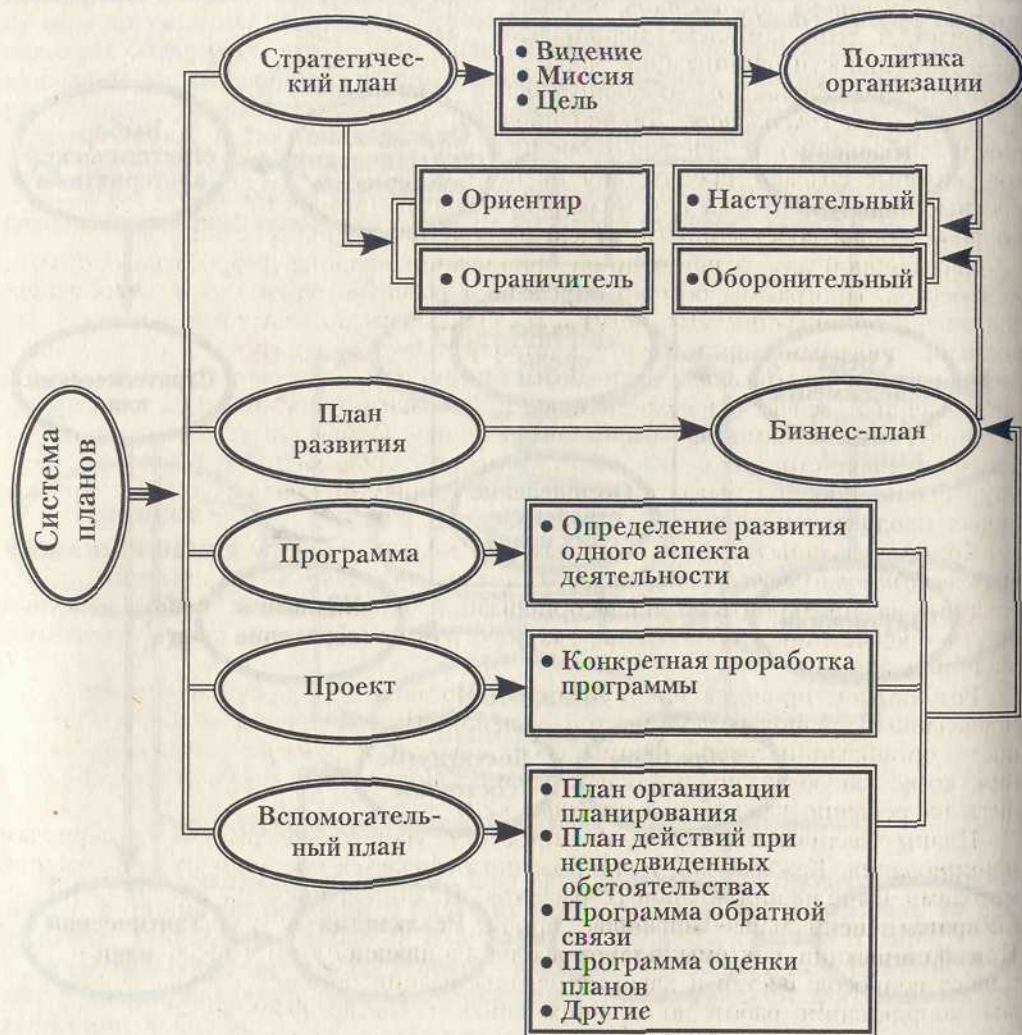 Стратегичес-
кий план
• Видение
• Миссия
• Цель
Политика
организации
• Ориентир
• Наступательный
• Ограничитель
• Оборонительный
Система
планов
План
развития
Бизнес-план
Программа
• Определение развития
одного аспекта
деятельности
Проект
• Конкретная проработка
программы
Вспомогатель-
ный план
• План организации
планирования
• План действий при
непредвиденных
обстоятельствах
• Программа обратной
связи
• Программа оценки
планов
• Другие